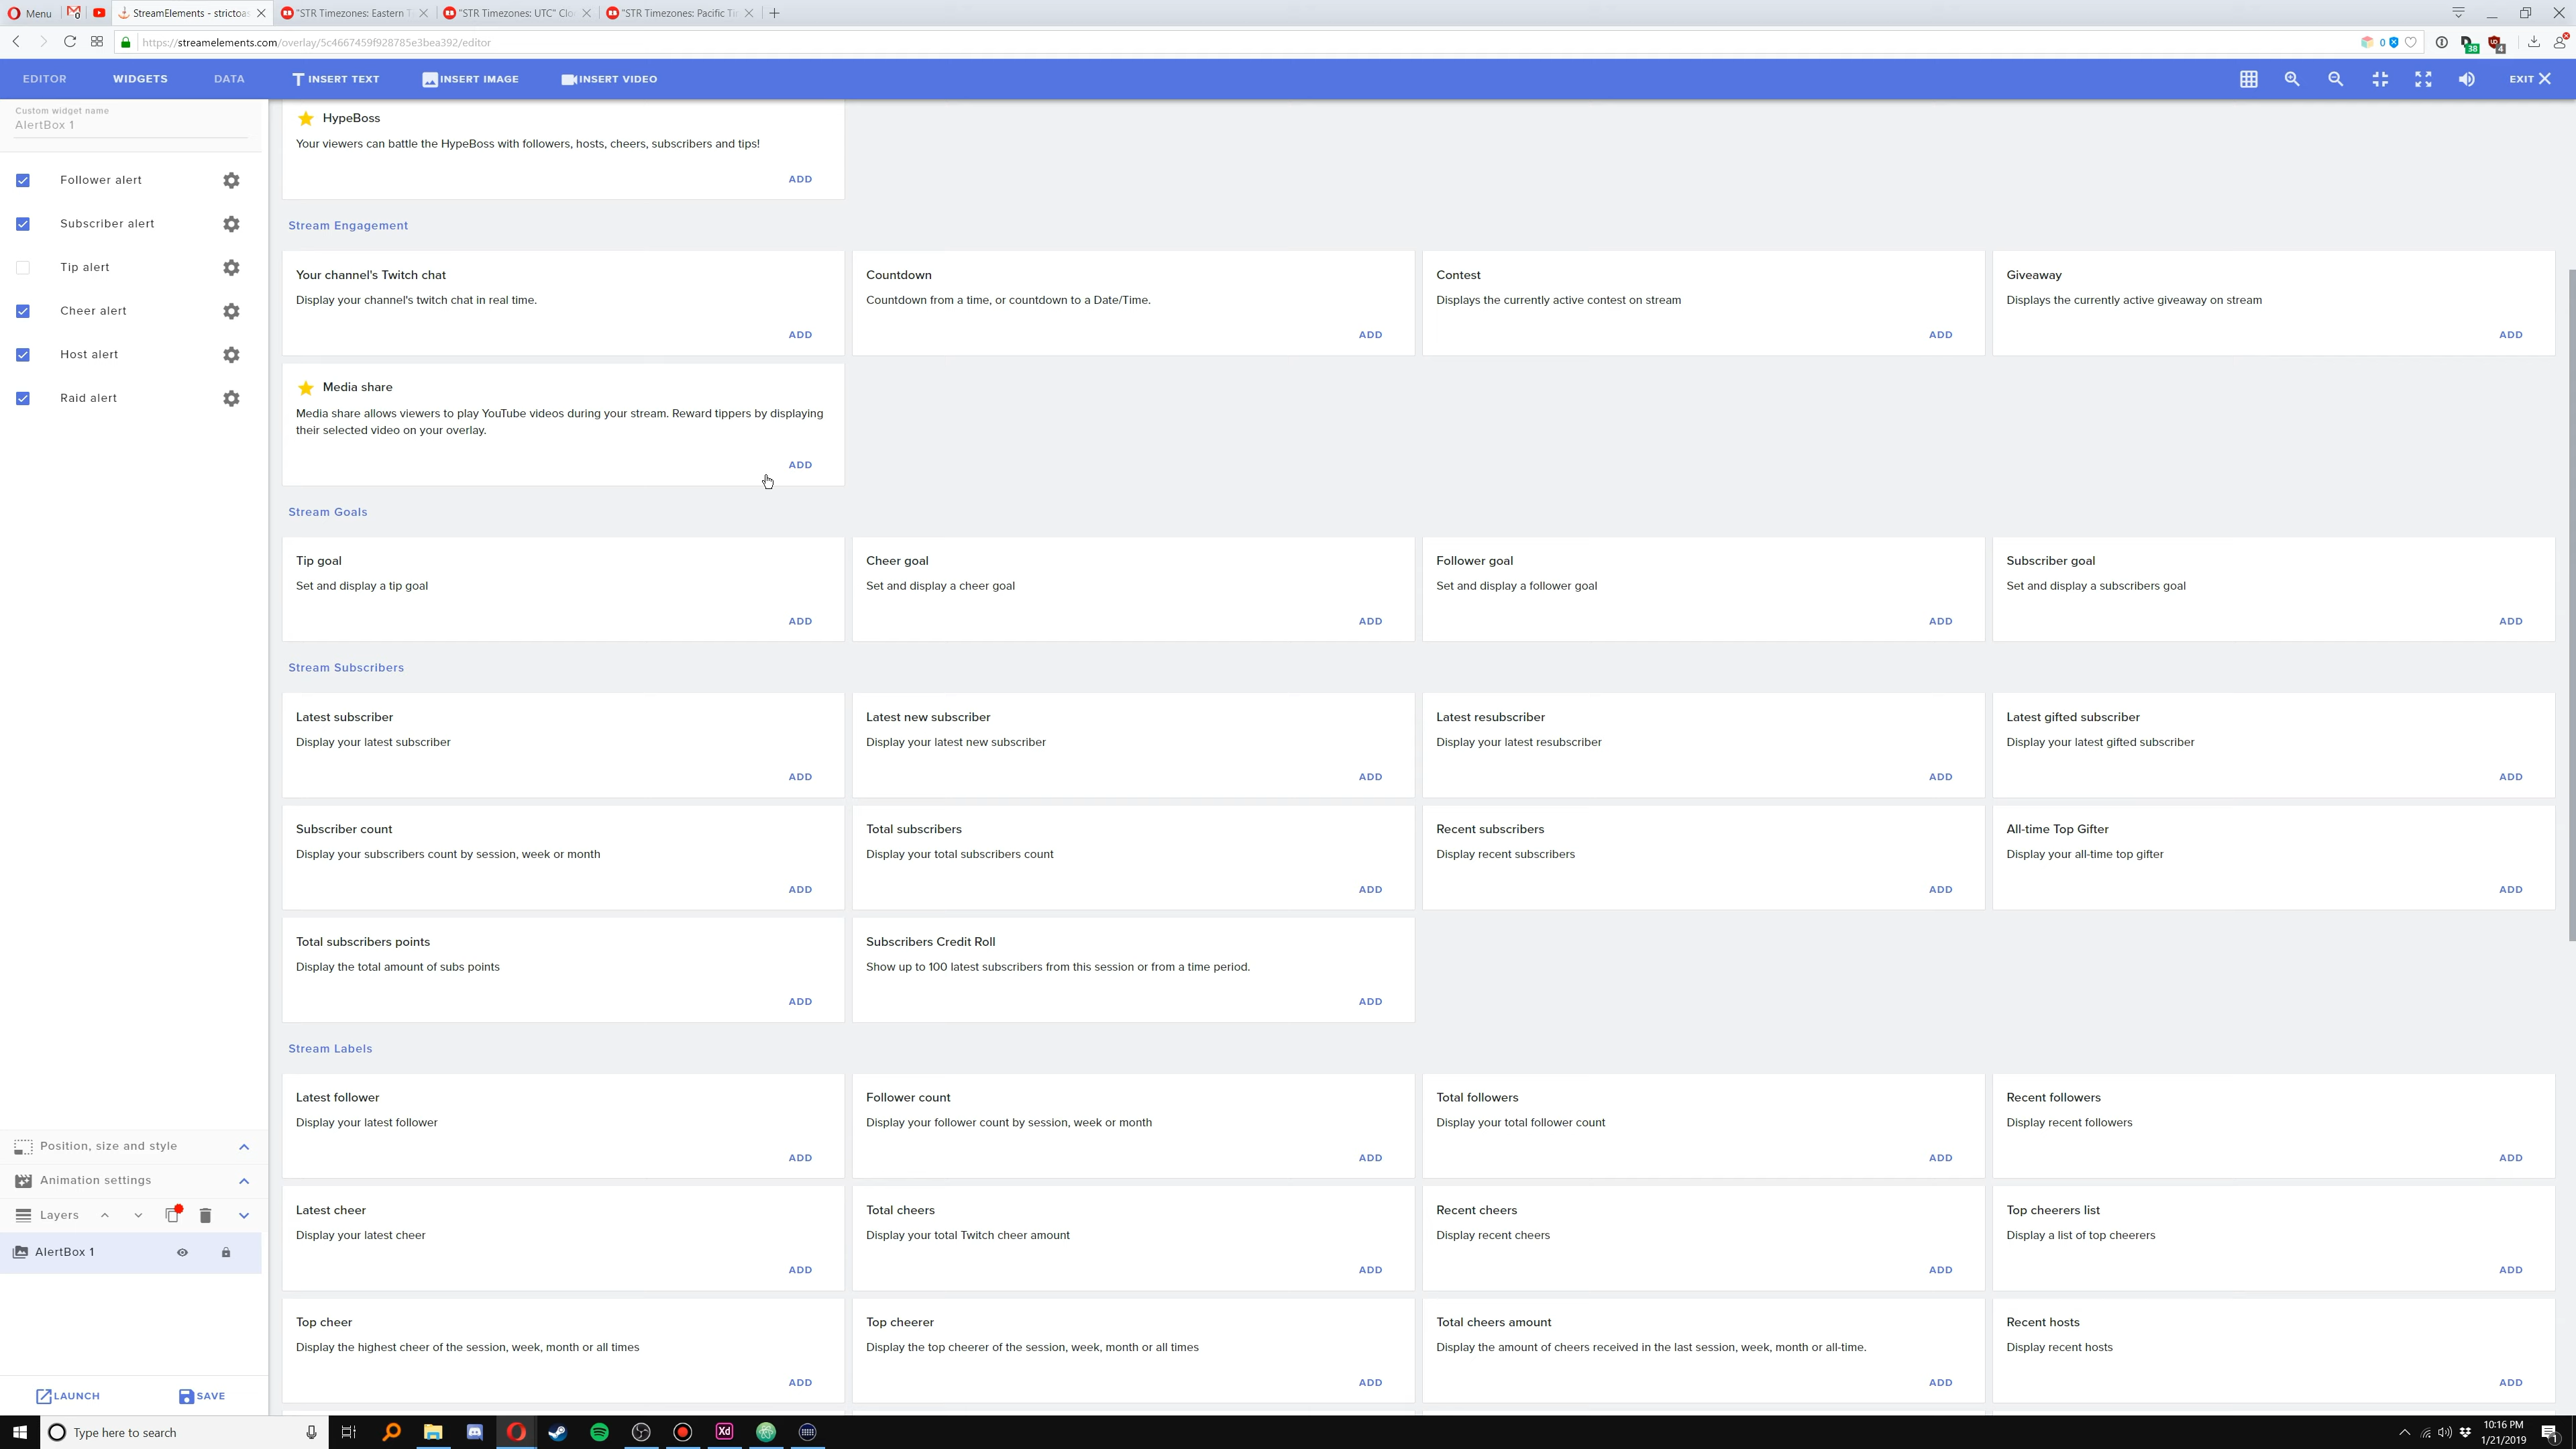 Menu
StreamElements - strictoas
"STR Timezones: Eastern T
"STR Timezones: UTC" Clo
"STR Timezones: Pacific Ti
https://streamelements.com/overlay/5c4667459f928785e3bea392/editor
0
38
4
EDITOR
WIDGETS
DATA
INSERT TEXT
INSERT IMAGE
INSERT VIDEO
EXIT
Custom widget name
AlertBox 1
Follower alert
Subscriber alert
Tip alert
Cheer alert
Host alert
Raid alert
HypeBoss
Your viewers can battle the HypeBoss with followers, hosts, cheers, subscribers and tips!
ADD
Stream Engagement
Your channel's Twitch chat
Display your channel's twitch chat in real time.
ADD
Countdown
Countdown from a time, or countdown to a Date/Time.
ADD
Contest
Displays the currently active contest on stream
ADD
Giveaway
Displays the currently active giveaway on stream
ADD
Media share
Media share allows viewers to play YouTube videos during your stream. Reward tippers by displaying
their selected video on your overlay.
ADD
Stream Goals
Tip goal
Set and display a tip goal
ADD
Cheer goal
Set and display a cheer goal
ADD
Follower goal
Set and display a follower goal
ADD
Subscriber goal
Set and display a subscribers goal
ADD
Stream Subscribers
Latest subscriber
Display your latest subscriber
ADD
Latest new subscriber
Display your latest new subscriber
ADD
Latest resubscriber
Display your latest resubscriber
ADD
Latest gifted subscriber
Display your latest gifted subscriber
ADD
Subscriber count
Display your subscribers count by session, week or month
ADD
Total subscribers
Display your total subscribers count
ADD
Recent subscribers
Display recent subscribers
ADD
All-time Top Gifter
Display your all-time top gifter
ADD
Total subscribers points
Display the total amount of subs points
ADD
Subscribers Credit Roll
Show up to 100 latest subscribers from this session or from a time period.
ADD
Stream Labels
Latest follower
Display your latest follower
ADD
Follower count
Display your follower count by session, week or month
ADD
Total followers
Display your total follower count
ADD
Recent followers
Display recent followers
ADD
Latest cheer
Display your latest cheer
ADD
Total cheers
Display your total Twitch cheer amount
ADD
Recent cheers
Display recent cheers
ADD
Top cheerers list
Display a list of top cheerers
ADD
Top cheer
Display the highest cheer of the session, week, month or all times
ADD
Top cheerer
Display the top cheerer of the session, week, month or all times
ADD
Total cheers amount
Display the amount of cheers received in the last session, week, month or all-time.
ADD
Recent hosts
Display recent hosts
ADD
Position, size and style
Animation settings
Layers
AlertBox 1
LAUNCH
SAVE
Type here to search
Xd
10:16 PM
1/21/2019
1